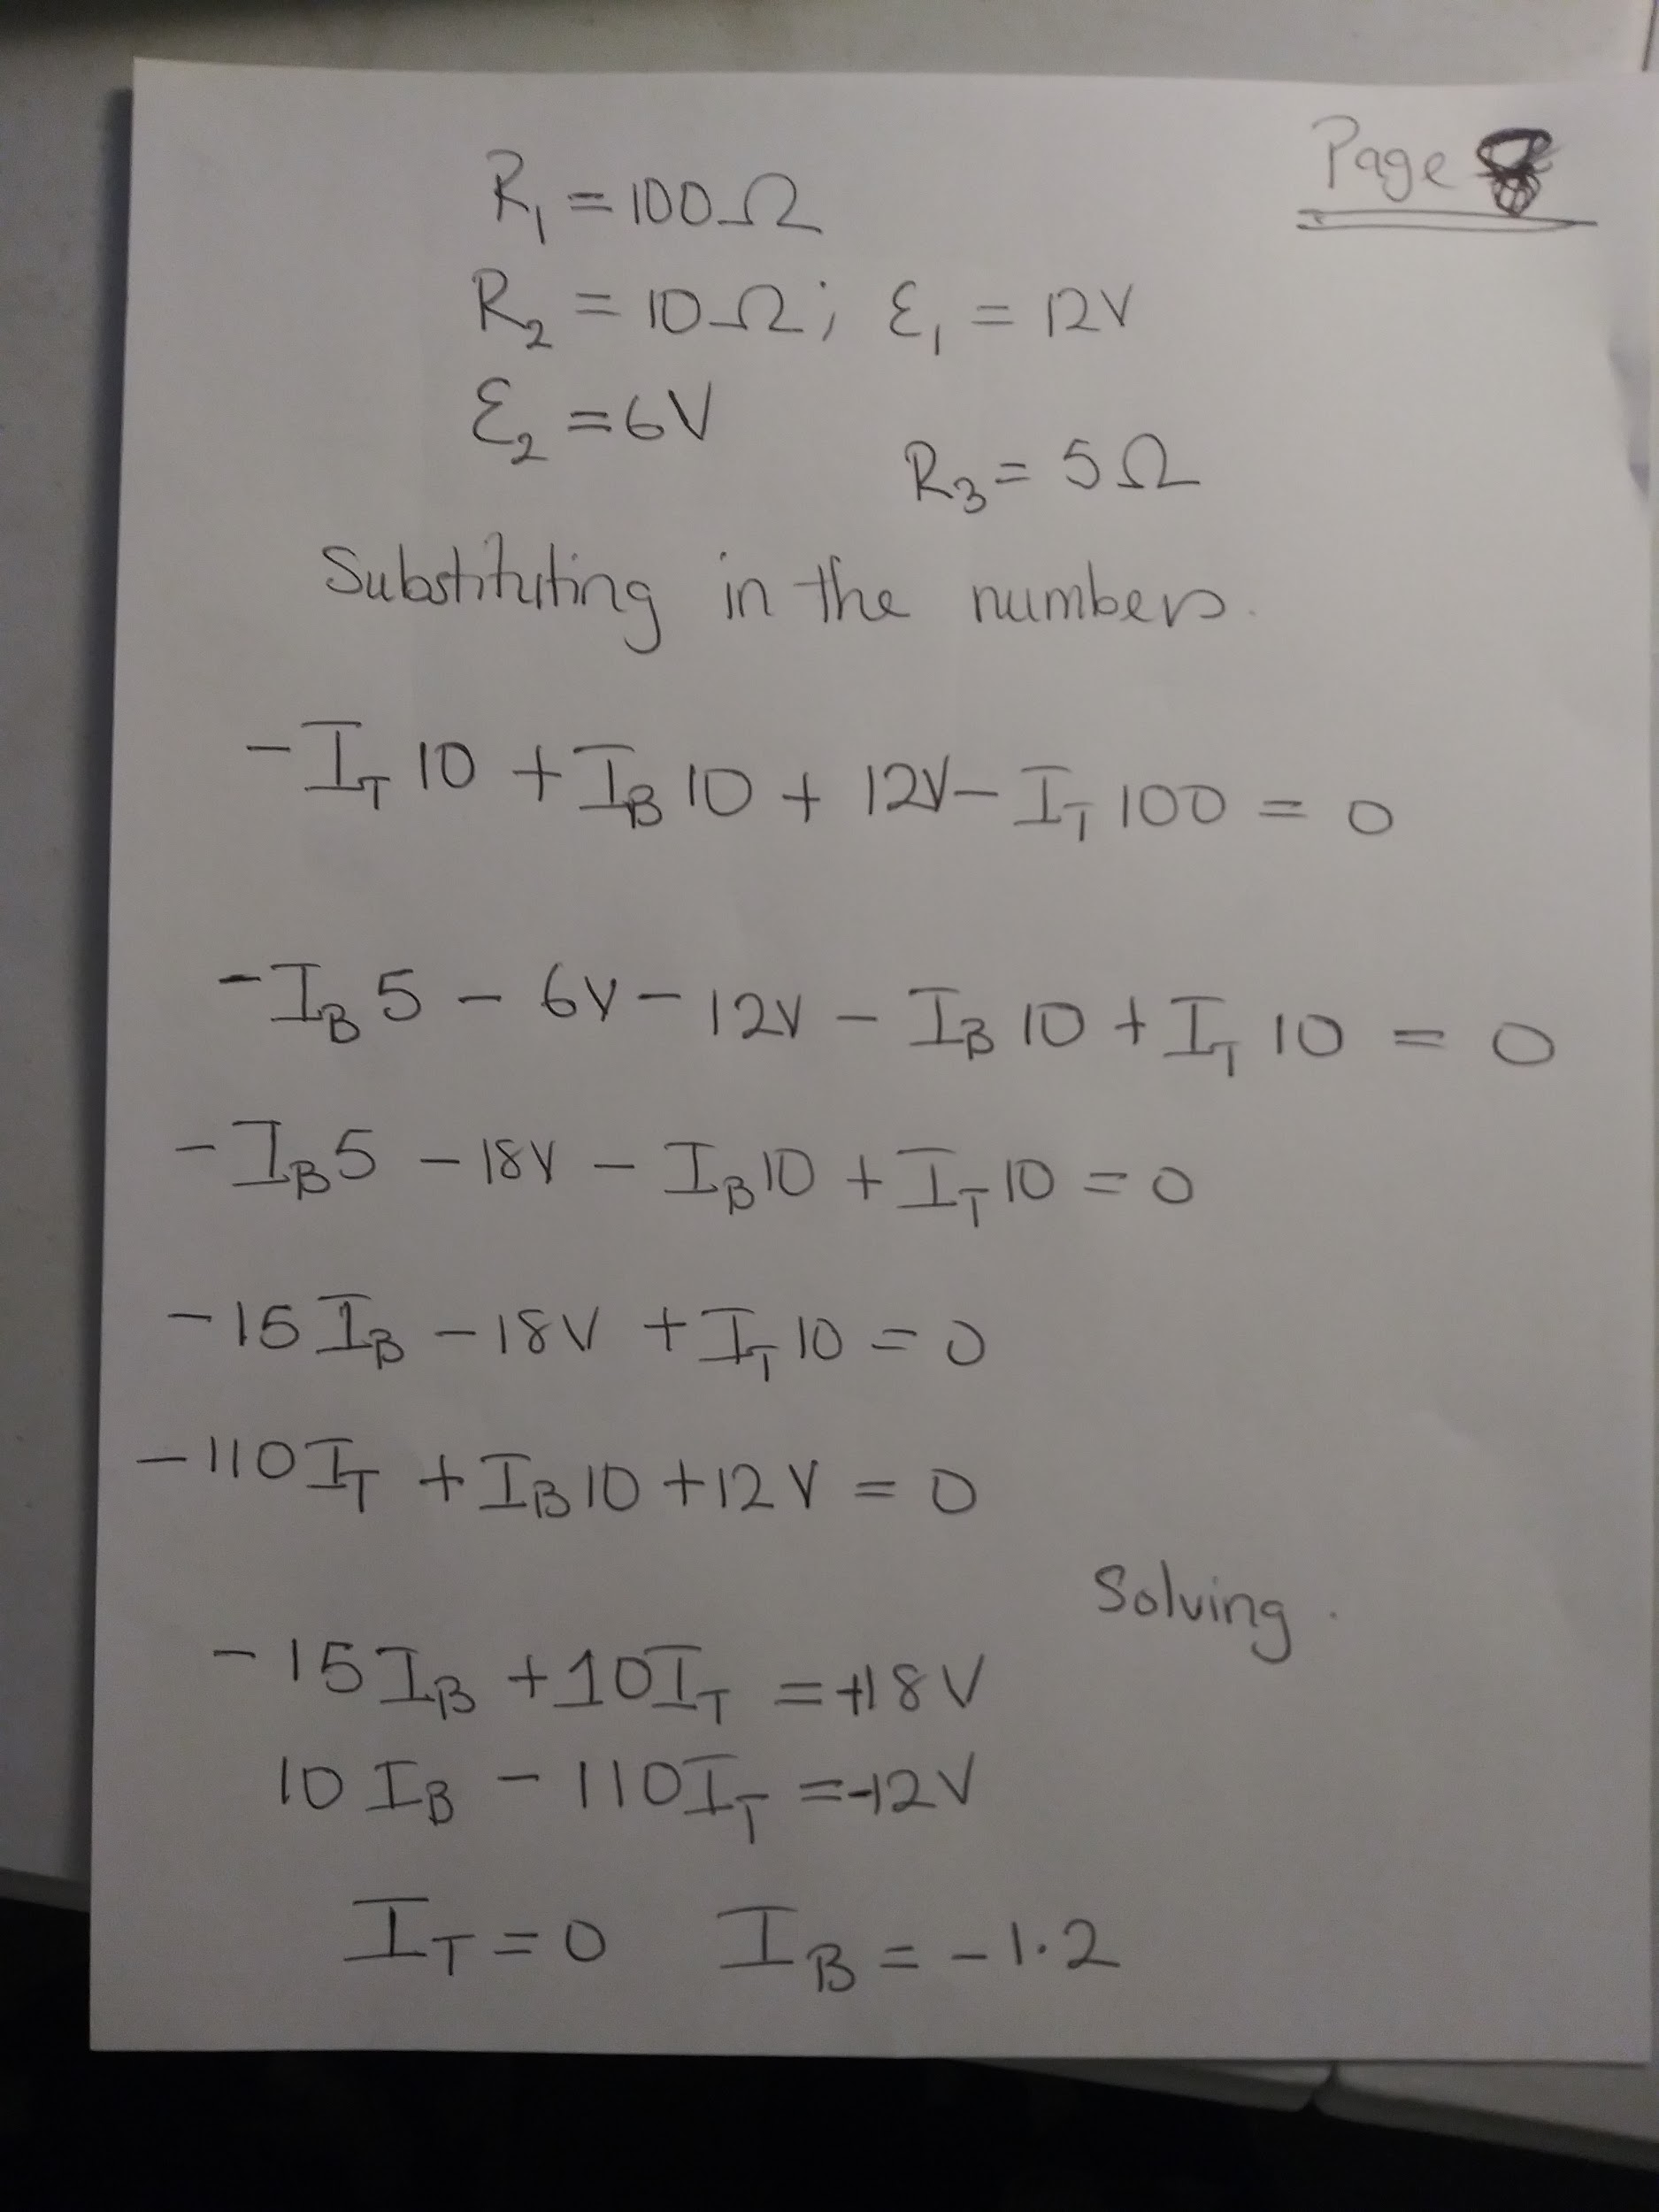 Page
R₁ = 100Ω
R₂ = 10Ω; ε₁ = 12V
ε₂ = 6V
R₃ = 5Ω
Substituting in the numbers.
-I_T 10 + I_B 10 + 12V - I_T 100 = 0
-I_B 5 - 6V - 12V - I_B 10 + I_T 10 = 0
-I_B 5 - 18V - I_B 10 + I_T 10 = 0
-15 I_B - 18V + I_T 10 = 0
-110 I_T + I_B 10 + 12V = 0
Solving.
-15 I_B + 10 I_T = +18V
10 I_B - 110 I_T = -12V
I_T = 0 I_B = -1.2